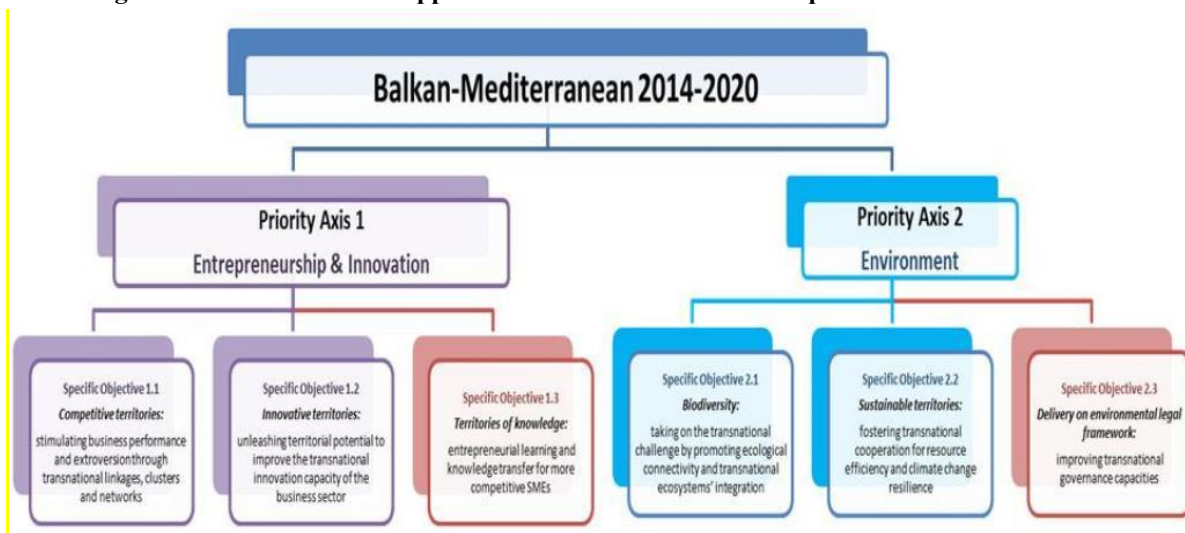 Balkan-Mediterranean 2014-2020
Priority Axis 1
Entrepreneurship & Innovation
Priority Axis 2
Environment
Specific Objective 1.1
Competitive territories:
stimulating business performance
and extroversion through
transnational linkages, clusters
and networks
Specific Objective 1.2
Innovative territories:
unleashing territorial potential to
improve the transnational
innovation capacity of the
business sector
Specific Objective 1.3
Territories of knowledge:
entrepreneurial learning and
knowledge transfer for more
competitive SMEs
Specific Objective 2.1
Biodiversity:
taking on the transnational
challenge by promoting ecological
connectivity and transnational
ecosystems' integration
Specific Objective 2.2
Sustainable territories:
fostering transnational
cooperation for resource
efficiency and climate change
resilience
Specific Objective 2.3
Delivery on environmental legal
framework:
improving transnational
governance capacities